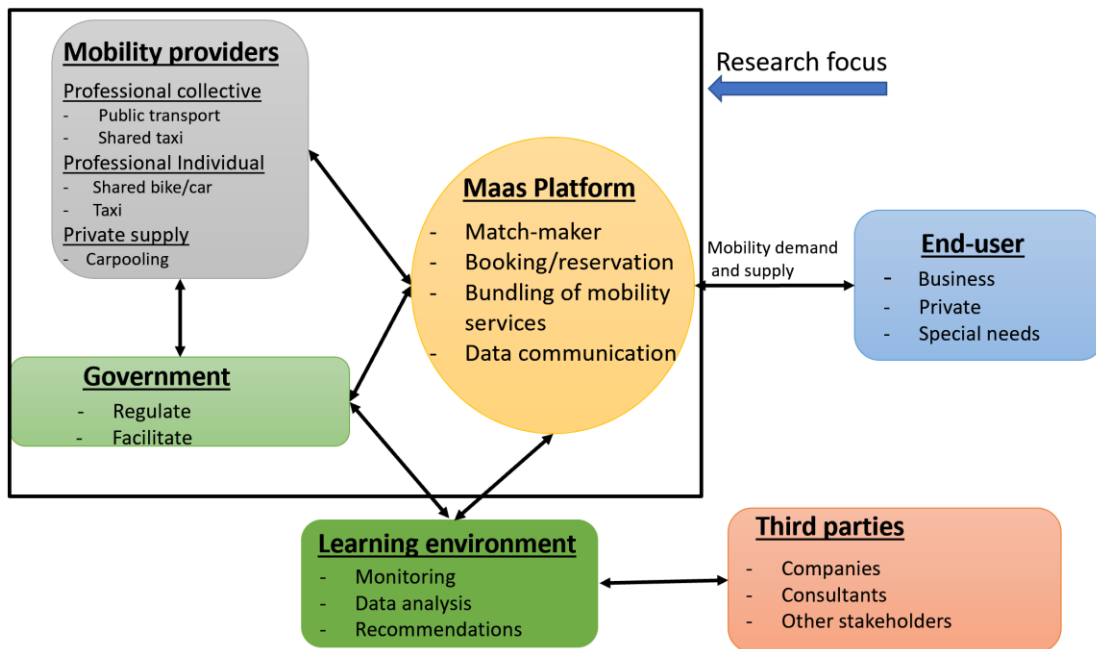 Mobility providers
Professional collective
- Public transport
- Shared taxi
Professional Individual
- Shared bike/car
- Taxi
Private supply
- Carpooling
Research focus
Maas Platform
- Match-maker
- Booking/reservation
- Bundling of mobility
services
- Data communication
Mobility demand
and supply
End-user
- Business
- Private
- Special needs
Government
- Regulate
- Facilitate
Learning environment
- Monitoring
- Data analysis
- Recommendations
Third parties
- Companies
- Consultants
- Other stakeholders